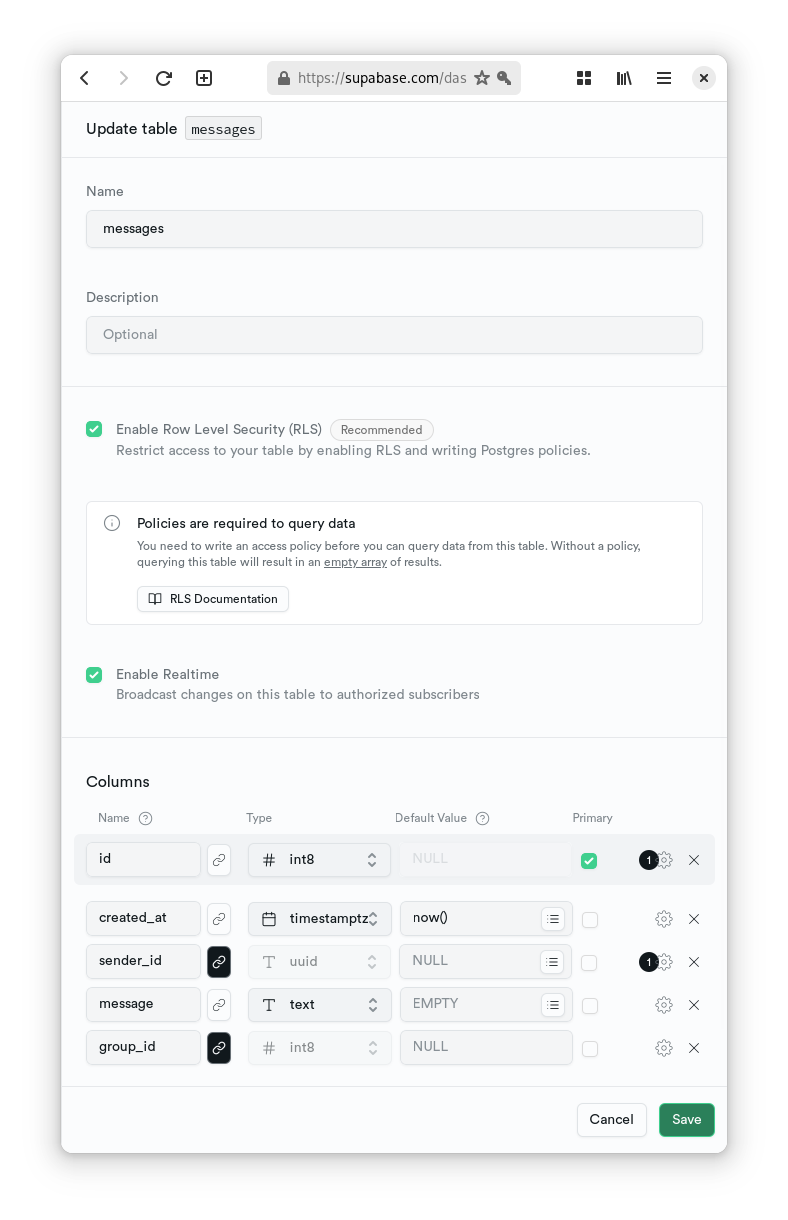 https://supabase.com/das
Update table messages
Name
messages
Description
Optional
Enable Row Level Security (RLS) Recommended
Restrict access to your table by enabling RLS and writing Postgres policies.
Policies are required to query data
You need to write an access policy before you can query data from this table. Without a policy,
querying this table will result in an empty array of results.
RLS Documentation
Enable Realtime
Broadcast changes on this table to authorized subscribers
Columns
Name Type Default Value Primary
id int8 NULL 1
created_at timestamptz now()
sender_id uuid NULL 1
message text EMPTY
group_id int8 NULL
Cancel Save